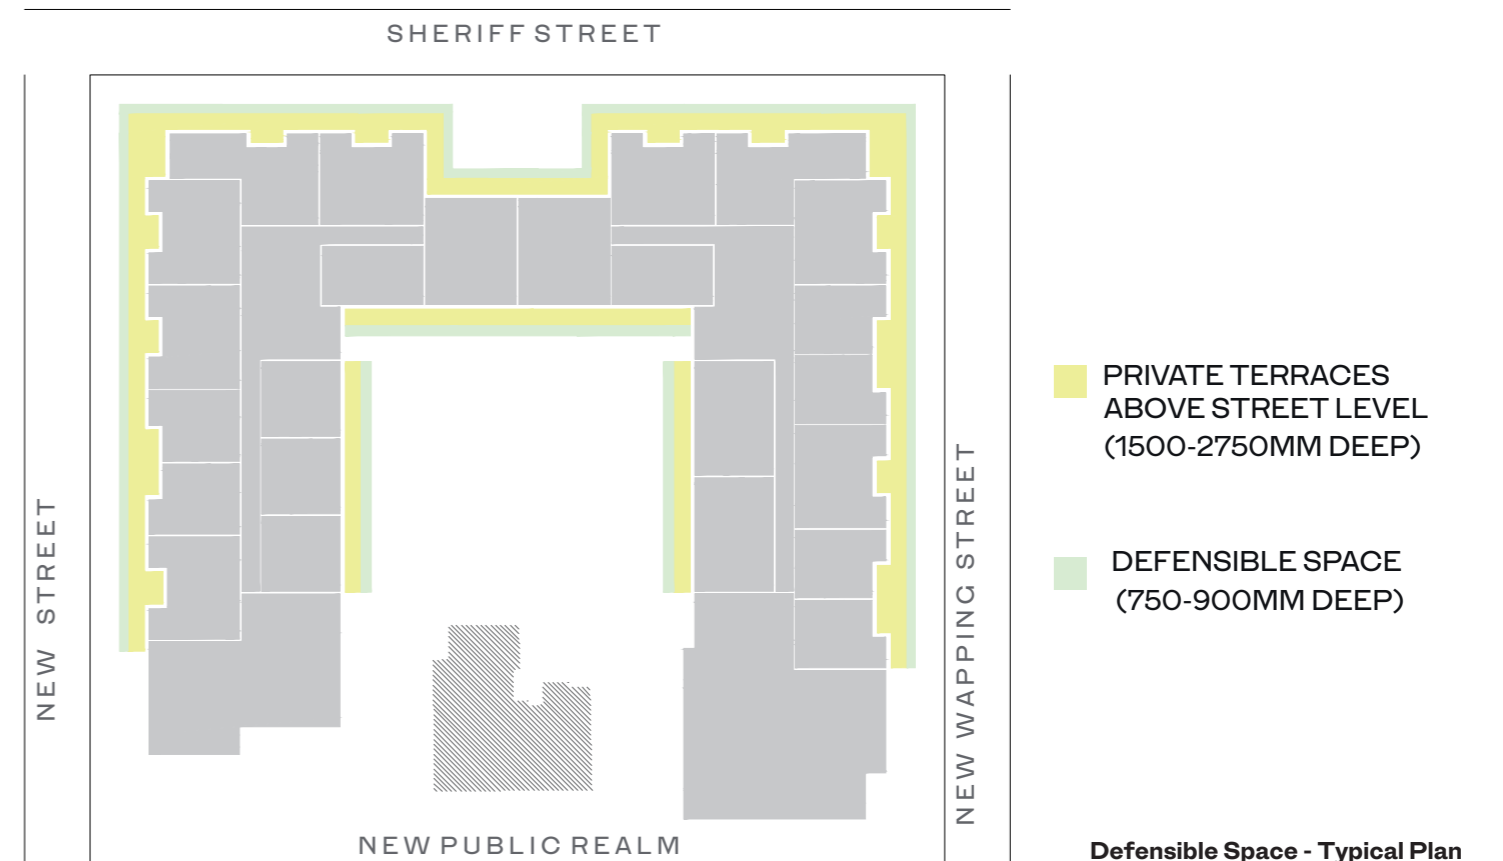 SHERIFF STREET
NEW STREET
NEW WAPPING STREET
PRIVATE TERRACES
ABOVE STREET LEVEL
(1500-2750MM DEEP)
DEFENSIBLE SPACE
(750-900MM DEEP)
NEW PUBLIC REALM
Defensible Space - Typical Plan